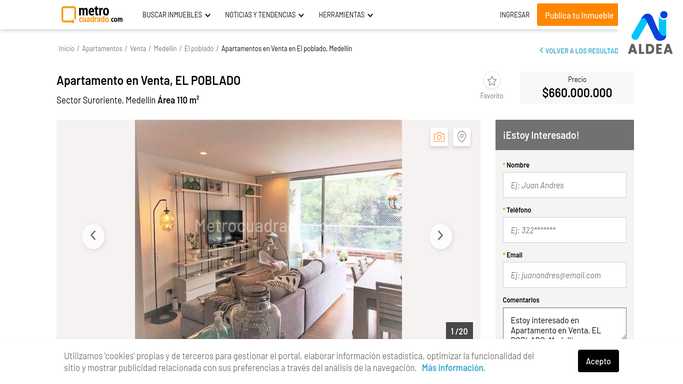 metro
cuadrado.com
BUSCAR INMUEBLES
NOTICIAS Y TENDENCIAS
HERRAMIENTAS
INGRESAR
Publica tu Inmueble
ALDEA
Inicio / Apartamentos / Venta / Medellín / El poblado / Apartamentos en Venta en El poblado, Medellín
VOLVER A LOS RESULTAD
Apartamento en Venta, EL POBLADO
Sector Suroriente, Medellín Área 110 m²
Favorito
Precio
$660.000.000
Metrocuadrado
1 / 20
¡Estoy Interesado!
* Nombre
Ej: Juan Andres
* Teléfono
Ej: 322*******
* Email
Ej: juanandres@email.com
Comentarios
Estoy interesado en
Apartamento en Venta, EL
POBLADO, Medellín
Utilizamos 'cookies' propias y de terceros para gestionar el portal, elaborar información estadística, optimizar la funcionalidad del
sitio y mostrar publicidad relacionada con sus preferencias a través del análisis de la navegación. Más información.
Acepto